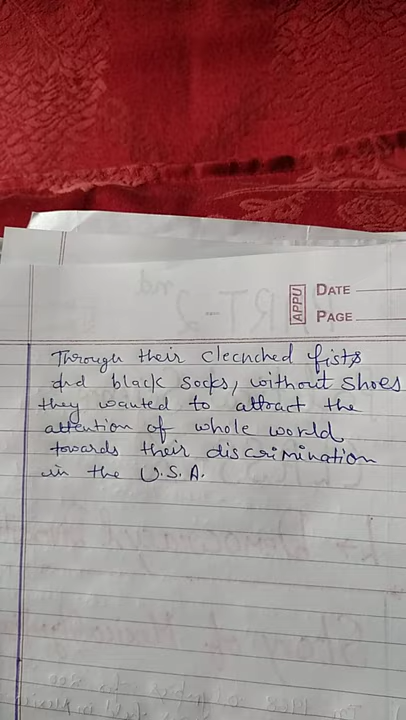 APPU
DATE
PAGE
Through their clecnched fists
and black socks, without shoes
they wanted to attract the
attention of whole world
towards their discrimination
in the U.S.A.